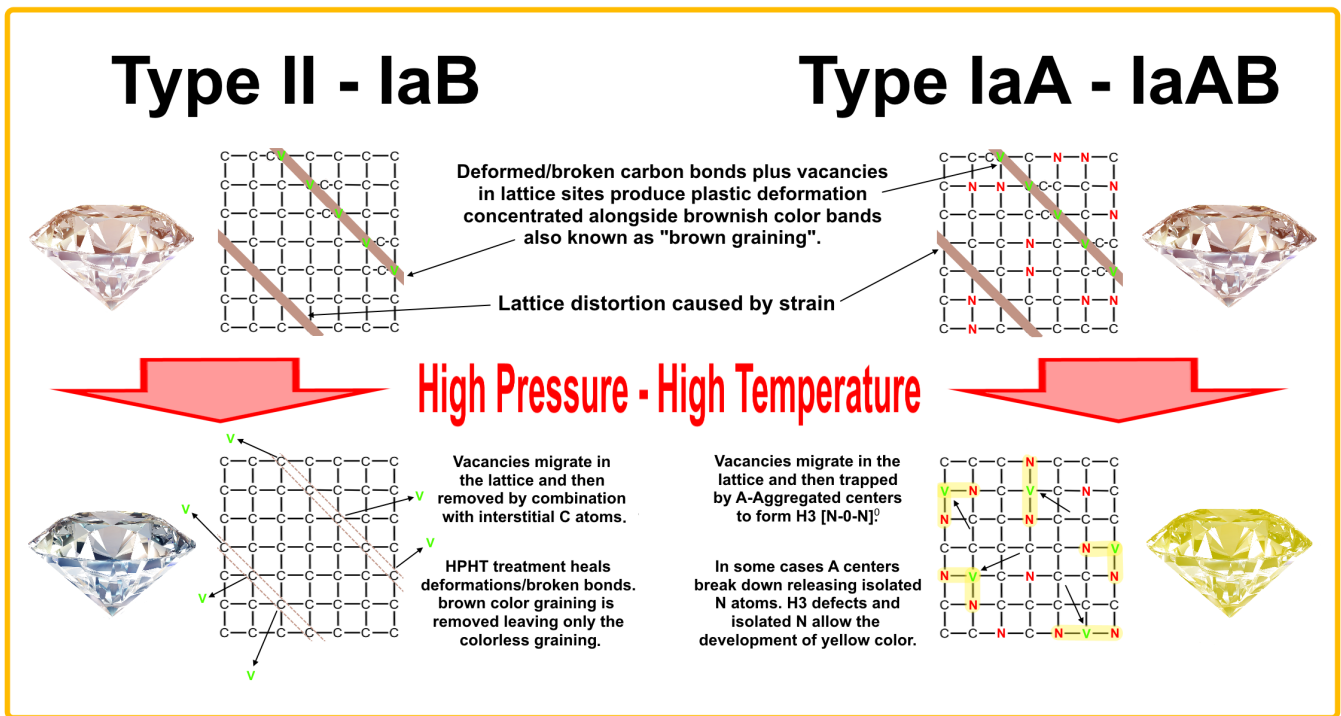 Type II - IaB
Type IaA - IaAB
Deformed/broken carbon bonds plus vacancies
in lattice sites produce plastic deformation
concentrated alongside brownish color bands
also known as "brown graining".
Lattice distortion caused by strain
High Pressure - High Temperature
Vacancies migrate in
the lattice and then
removed by combination
with interstitial C atoms.
HPHT treatment heals
deformations/broken bonds.
brown color graining is
removed leaving only the
colorless graining.
Vacancies migrate in the
lattice and then trapped
by A-Aggregated centers
to form H3 [N-0-N]⁰.
In some cases A centers
break down releasing isolated
N atoms. H3 defects and
isolated N allow the
development of yellow color.